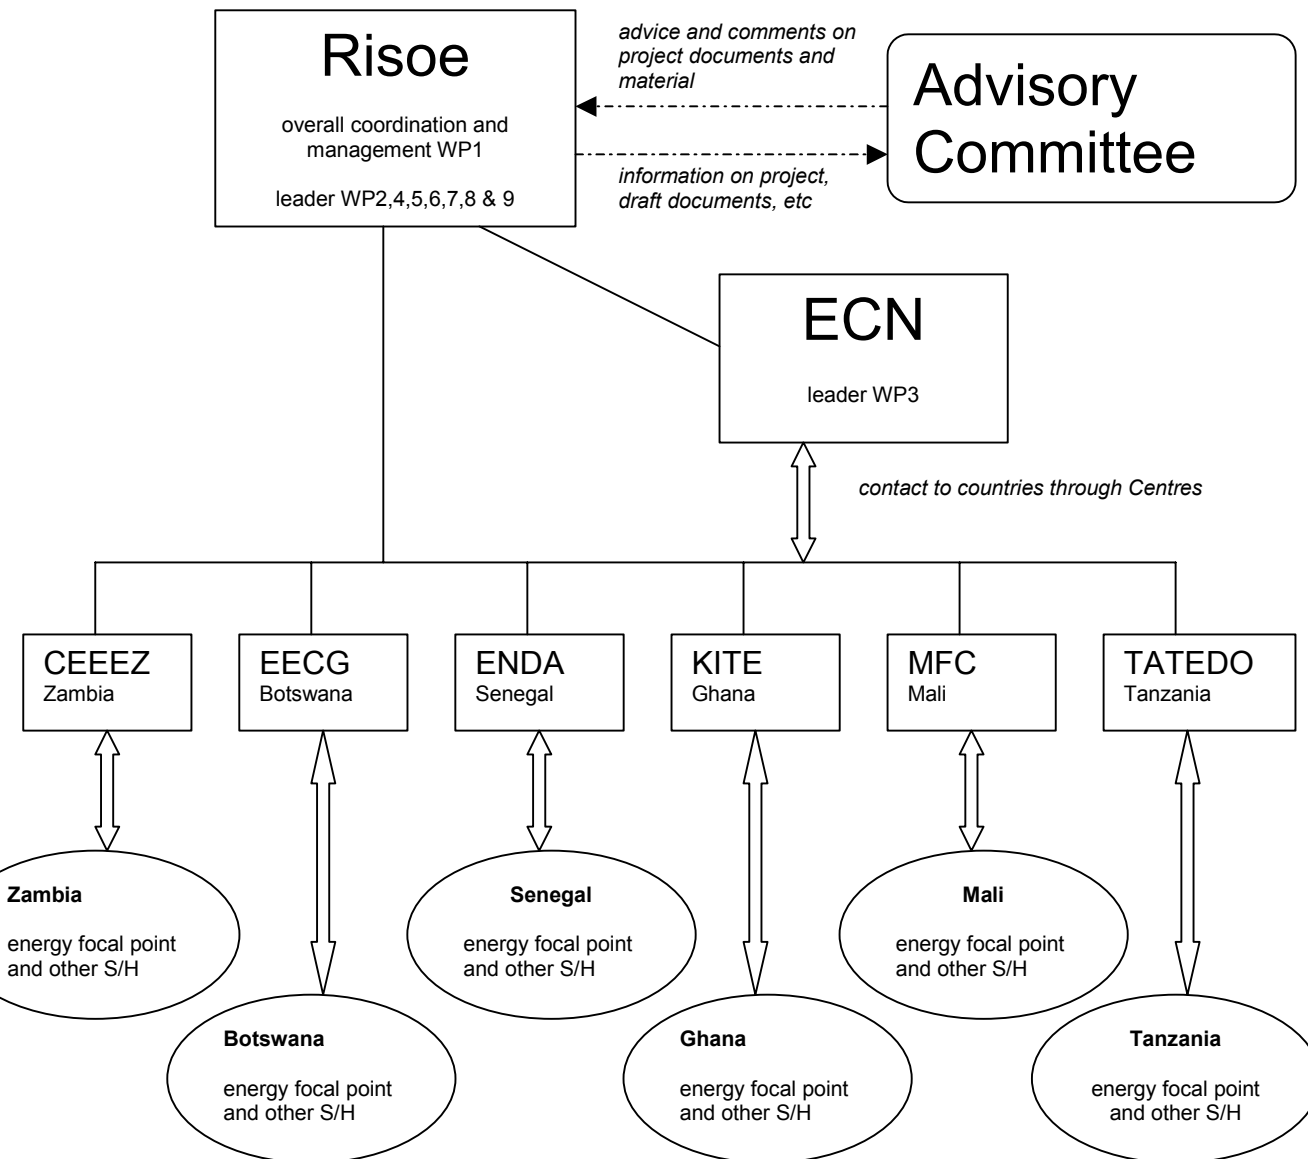 Risoe
overall coordination and
management WP1
leader WP2,4,5,6,7,8 & 9
advice and comments on
project documents and
material
information on project,
draft documents, etc
Advisory
Committee
ECN
leader WP3
contact to countries through Centres
CEEEZ
Zambia
EECG
Botswana
ENDA
Senegal
KITE
Ghana
MFC
Mali
TATEDO
Tanzania
Zambia
energy focal point
and other S/H
Senegal
energy focal point
and other S/H
Mali
energy focal point
and other S/H
Botswana
energy focal point
and other S/H
Ghana
energy focal point
and other S/H
Tanzania
energy focal point
and other S/H